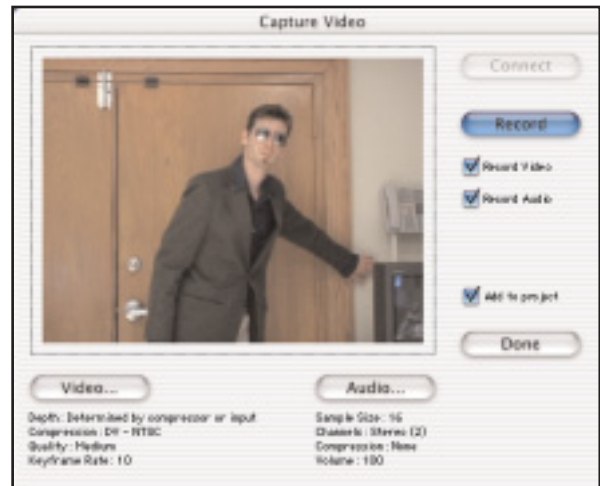 Capture Video
Connect
Record
Record Video
Record Audio
Add to project
Done
Video...
Audio...
Depth: Determined by compressor or input
Compression: DV - NTSC
Quality: Medium
Keyframe Rate: 10
Sample Size: 16
Channels: Stereo (2)
Compression: None
Volume: 100